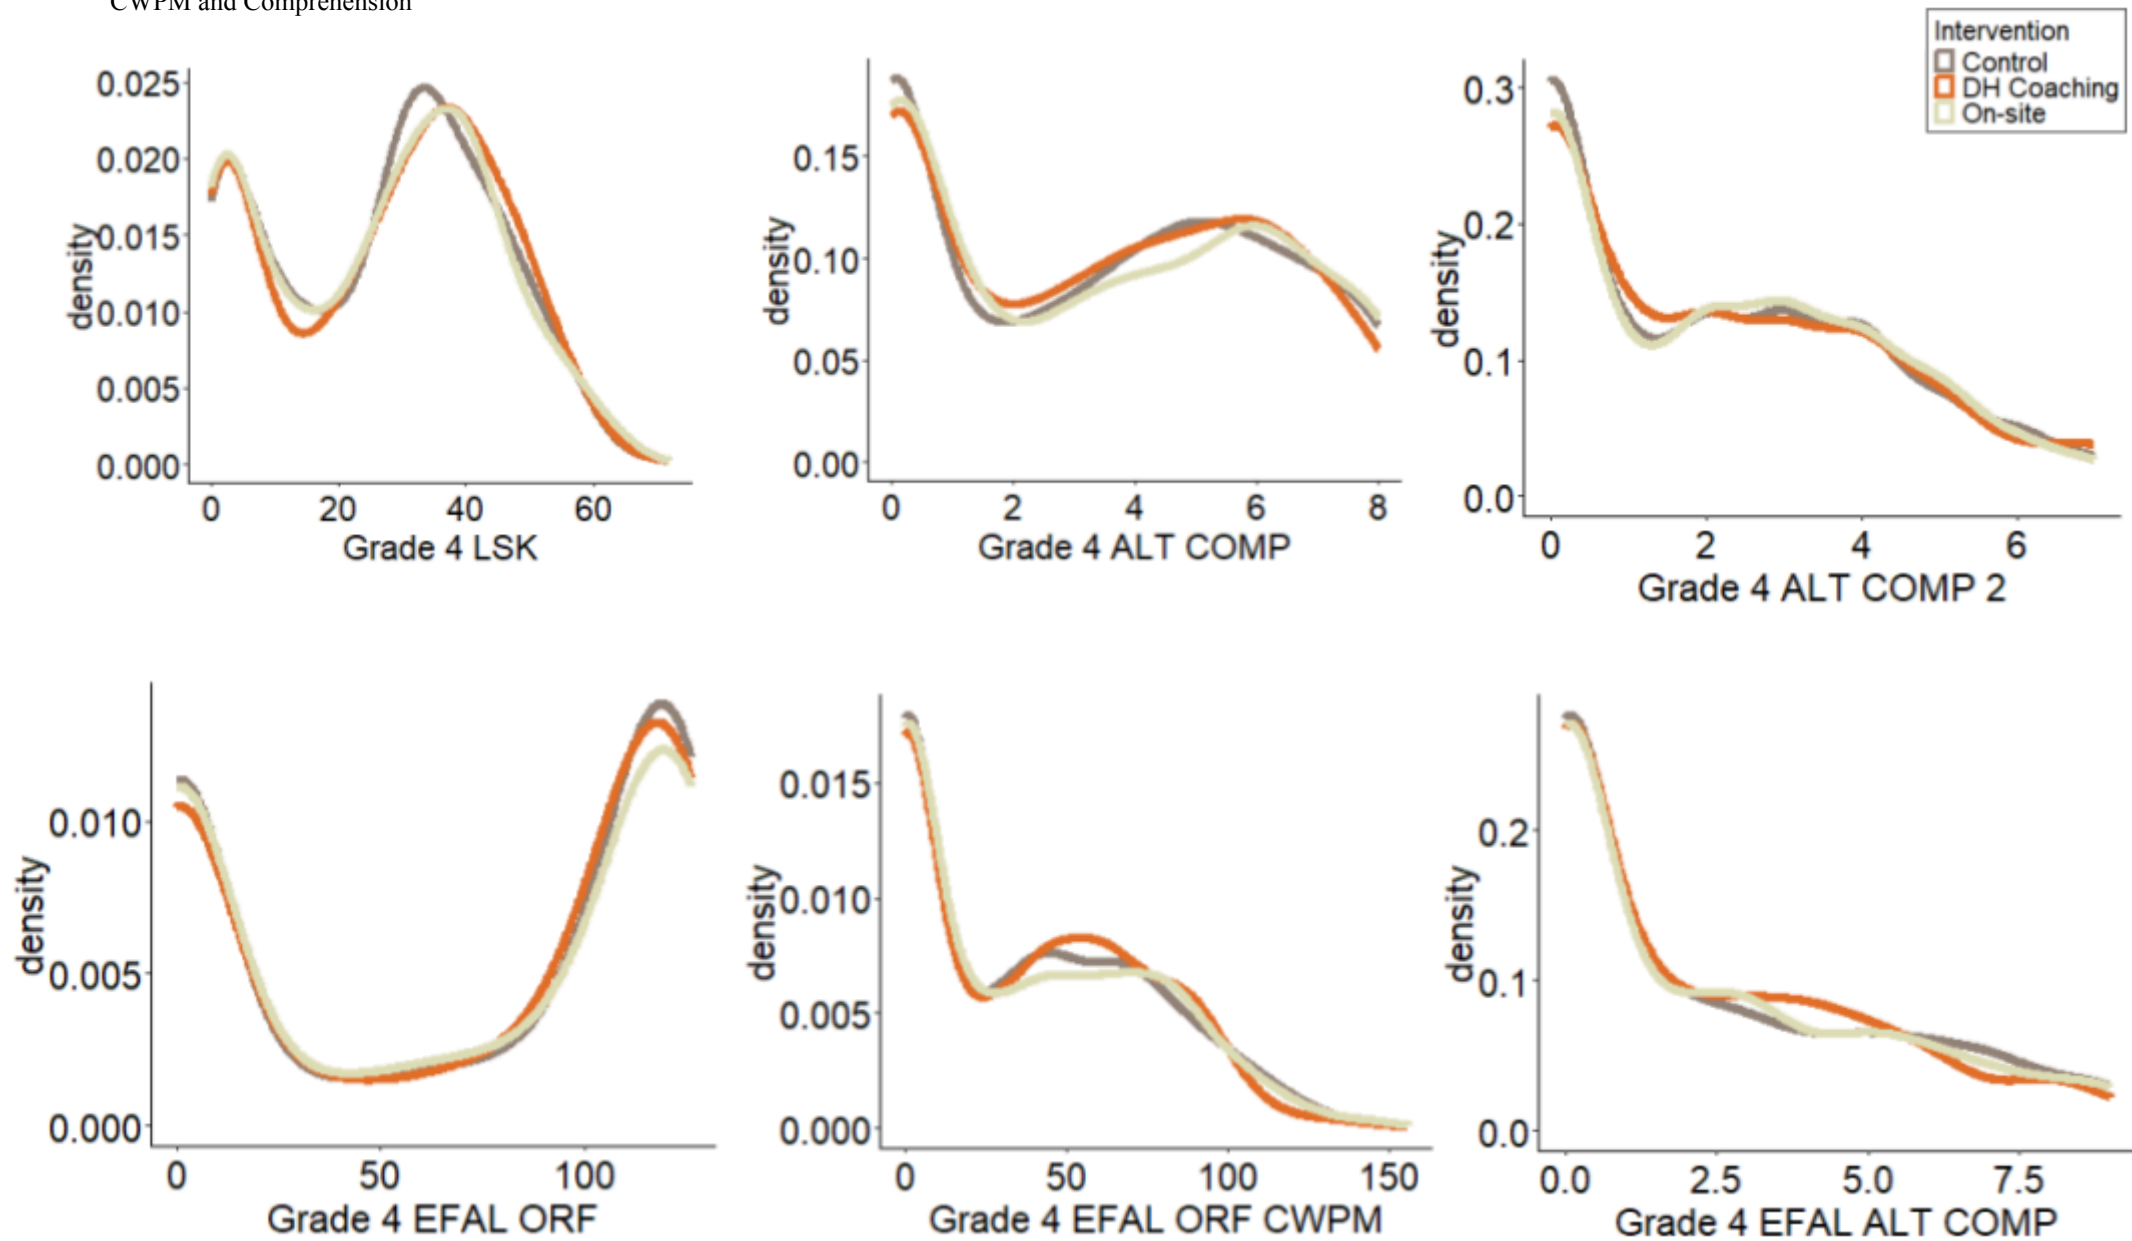 CWPM and Comprehension
Intervention
Control
DH Coaching
On-site
density
0.025
0.020
0.015
0.010
0.005
0.000
0 20 40 60
Grade 4 LSK
density
0.15
0.10
0.05
0.00
0 2 4 6 8
Grade 4 ALT COMP
density
0.3
0.2
0.1
0.0
0 2 4 6
Grade 4 ALT COMP 2
density
0.010
0.005
0.000
0 50 100
Grade 4 EFAL ORF
density
0.015
0.010
0.005
0.000
0 50 100 150
Grade 4 EFAL ORF CWPM
density
0.2
0.1
0.0
0.0 2.5 5.0 7.5
Grade 4 EFAL ALT COMP